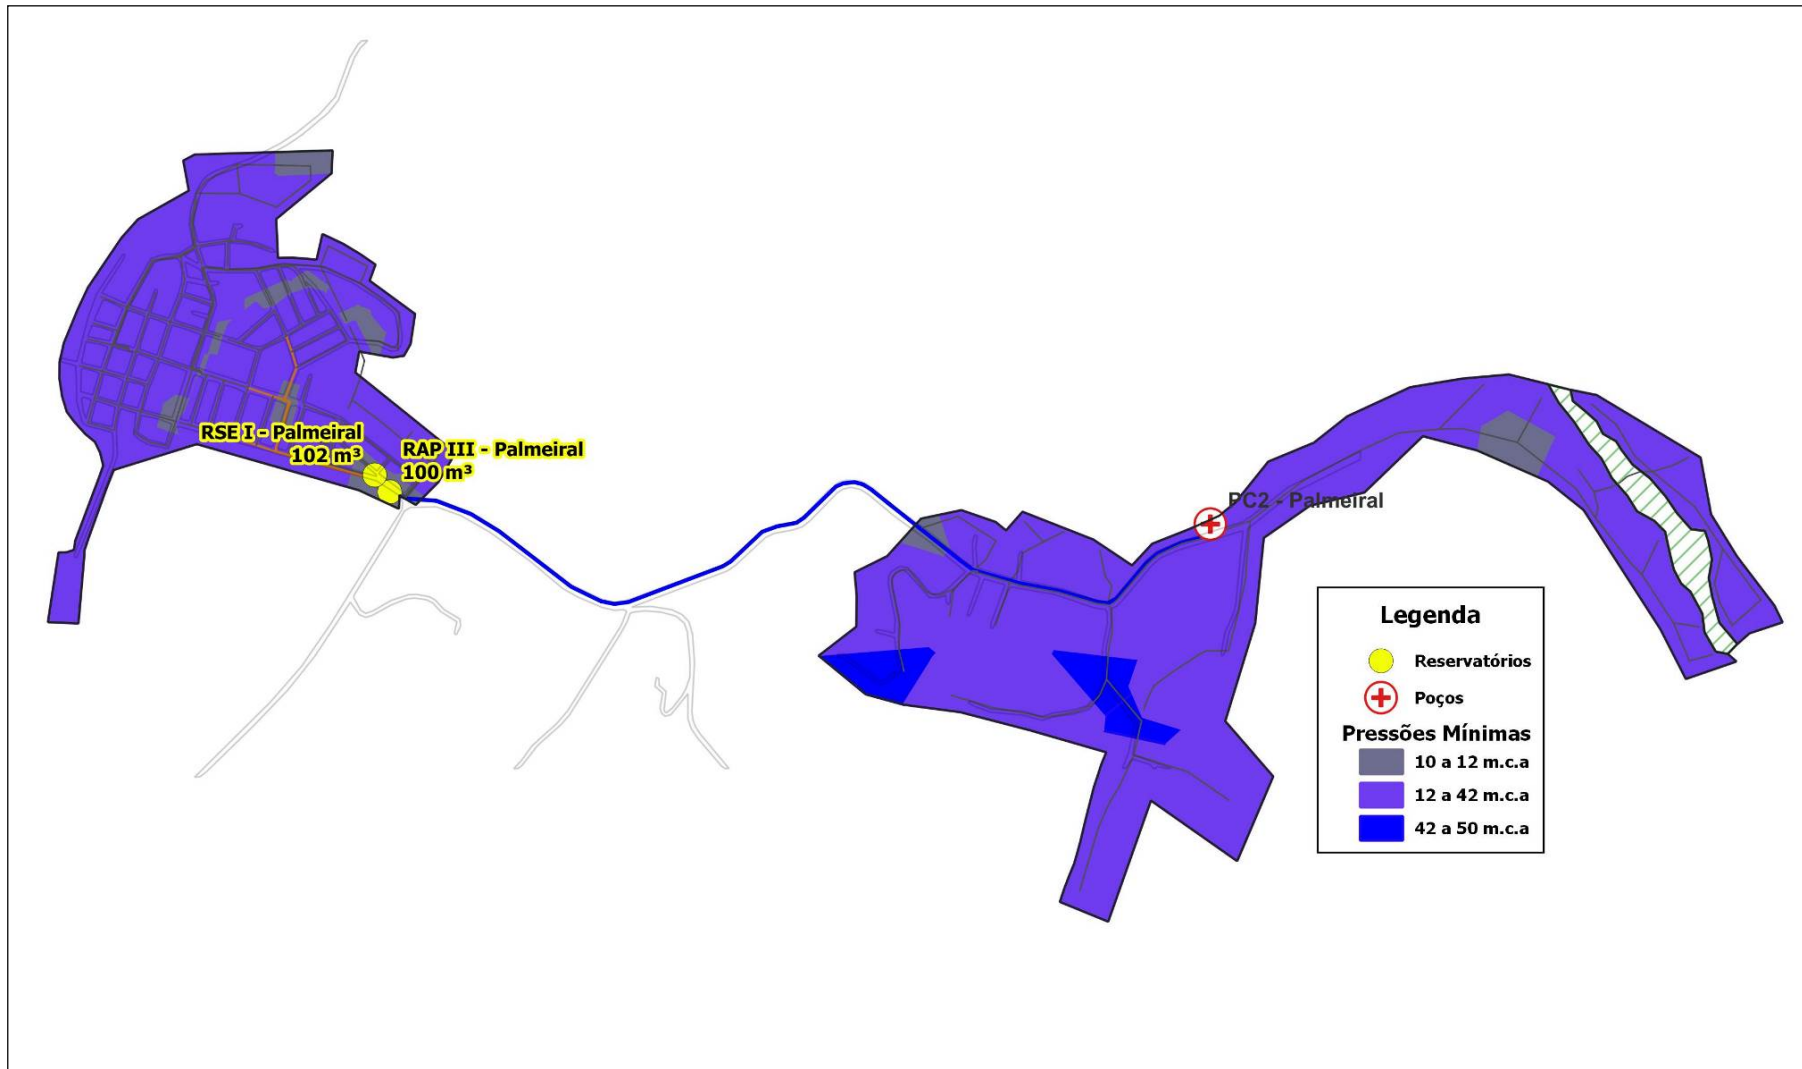 RSE I - Palmeiral
102 m³
RAP III - Palmeiral
100 m³
PC2 - Palmeiral
Legenda
Reservatórios
Poços
Pressões Mínimas
10 a 12 m.c.a
12 a 42 m.c.a
42 a 50 m.c.a